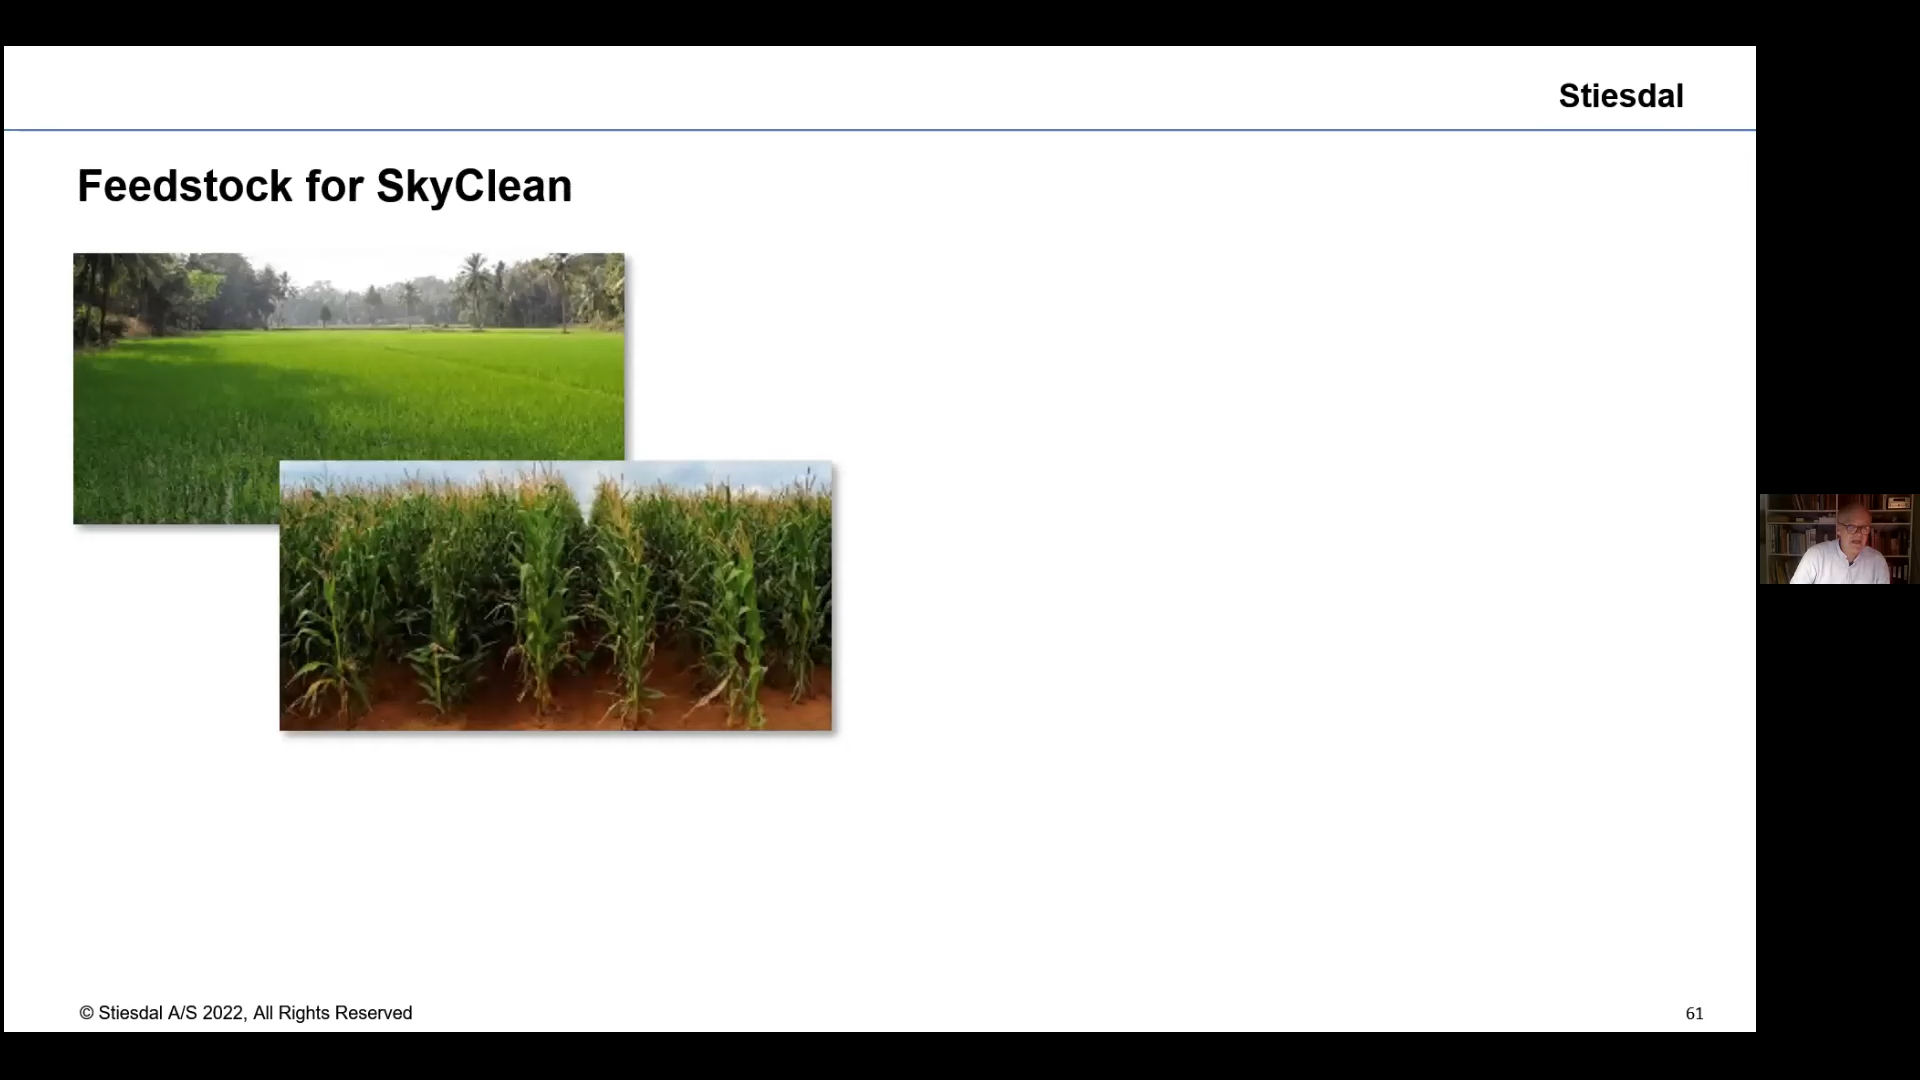 Stiesdal
Feedstock for SkyClean
© Stiesdal A/S 2022, All Rights Reserved
61